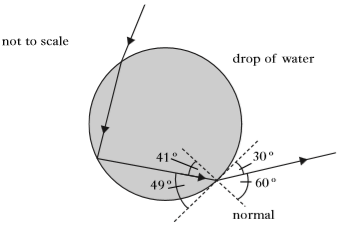 not to scale
drop of water
41°
30°
49°
60°
normal